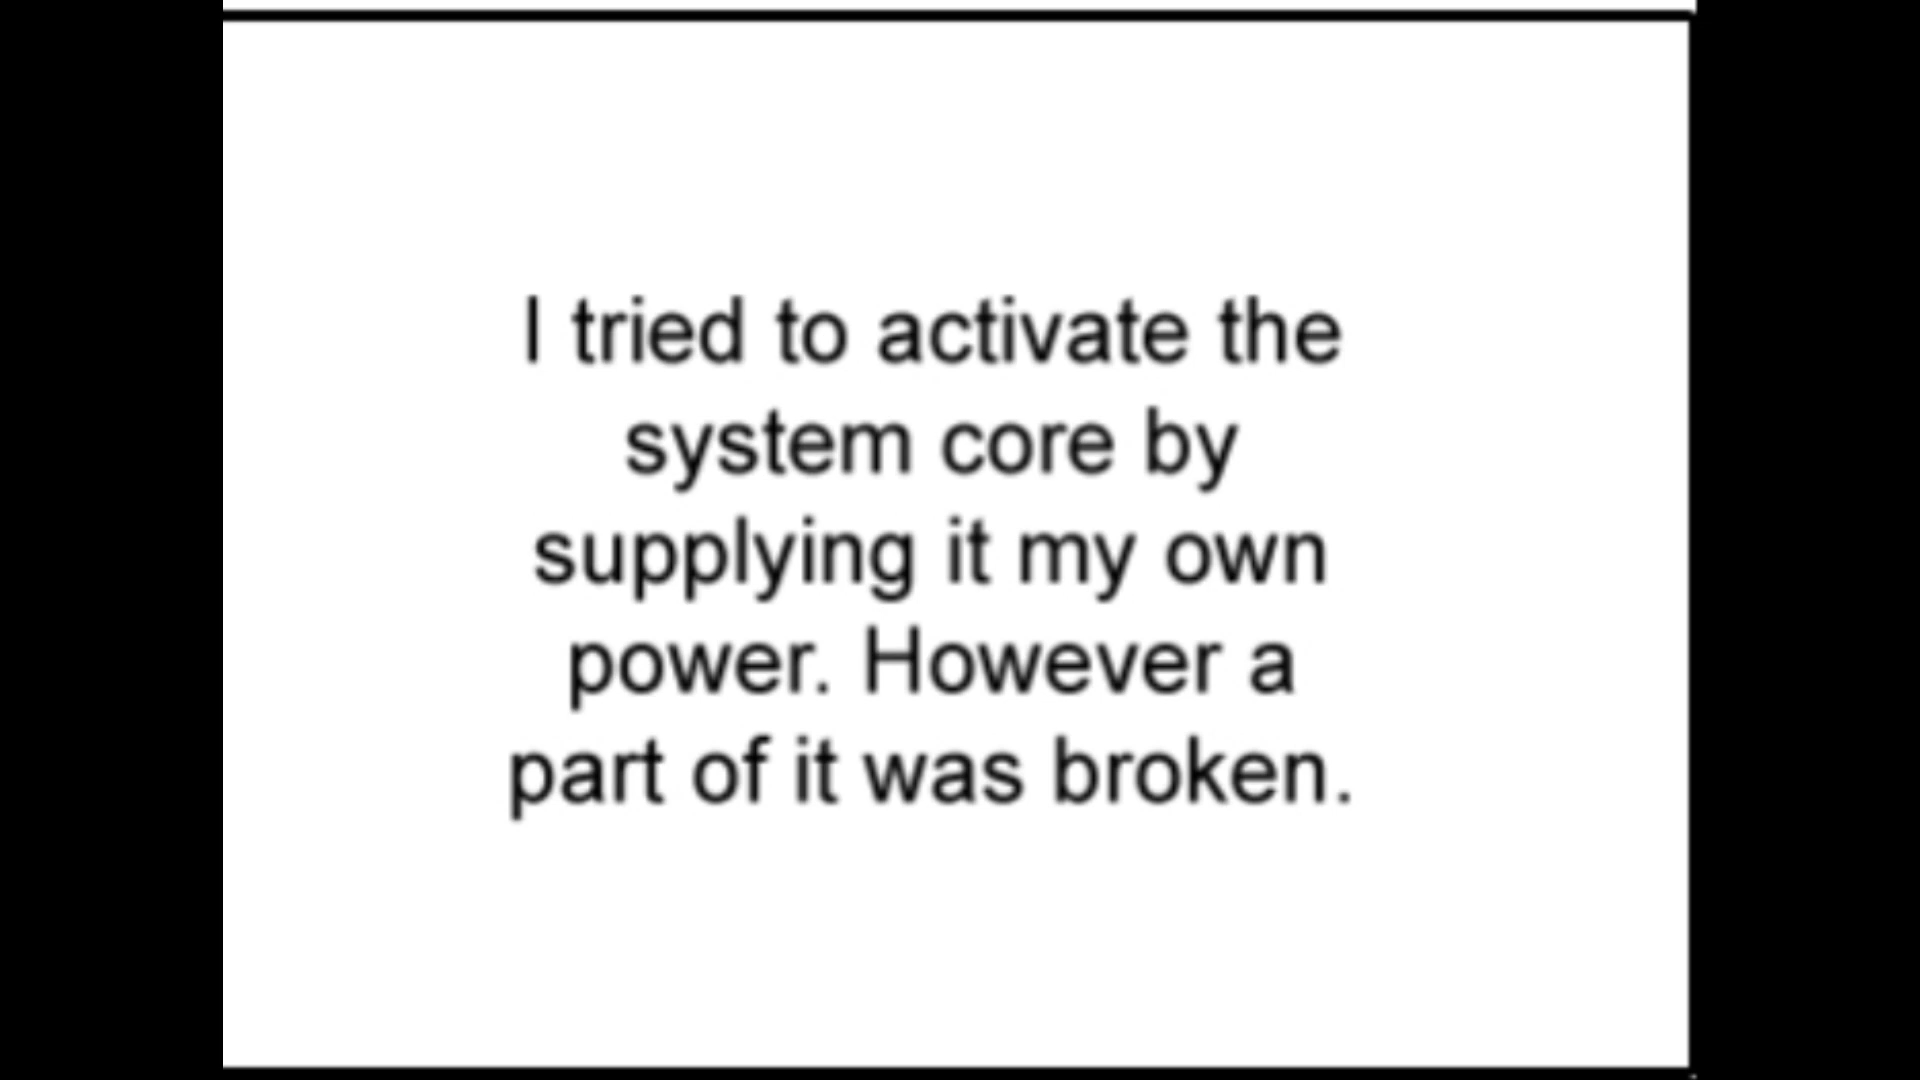 I tried to activate the
system core by
supplying it my own
power. However a
part of it was broken.